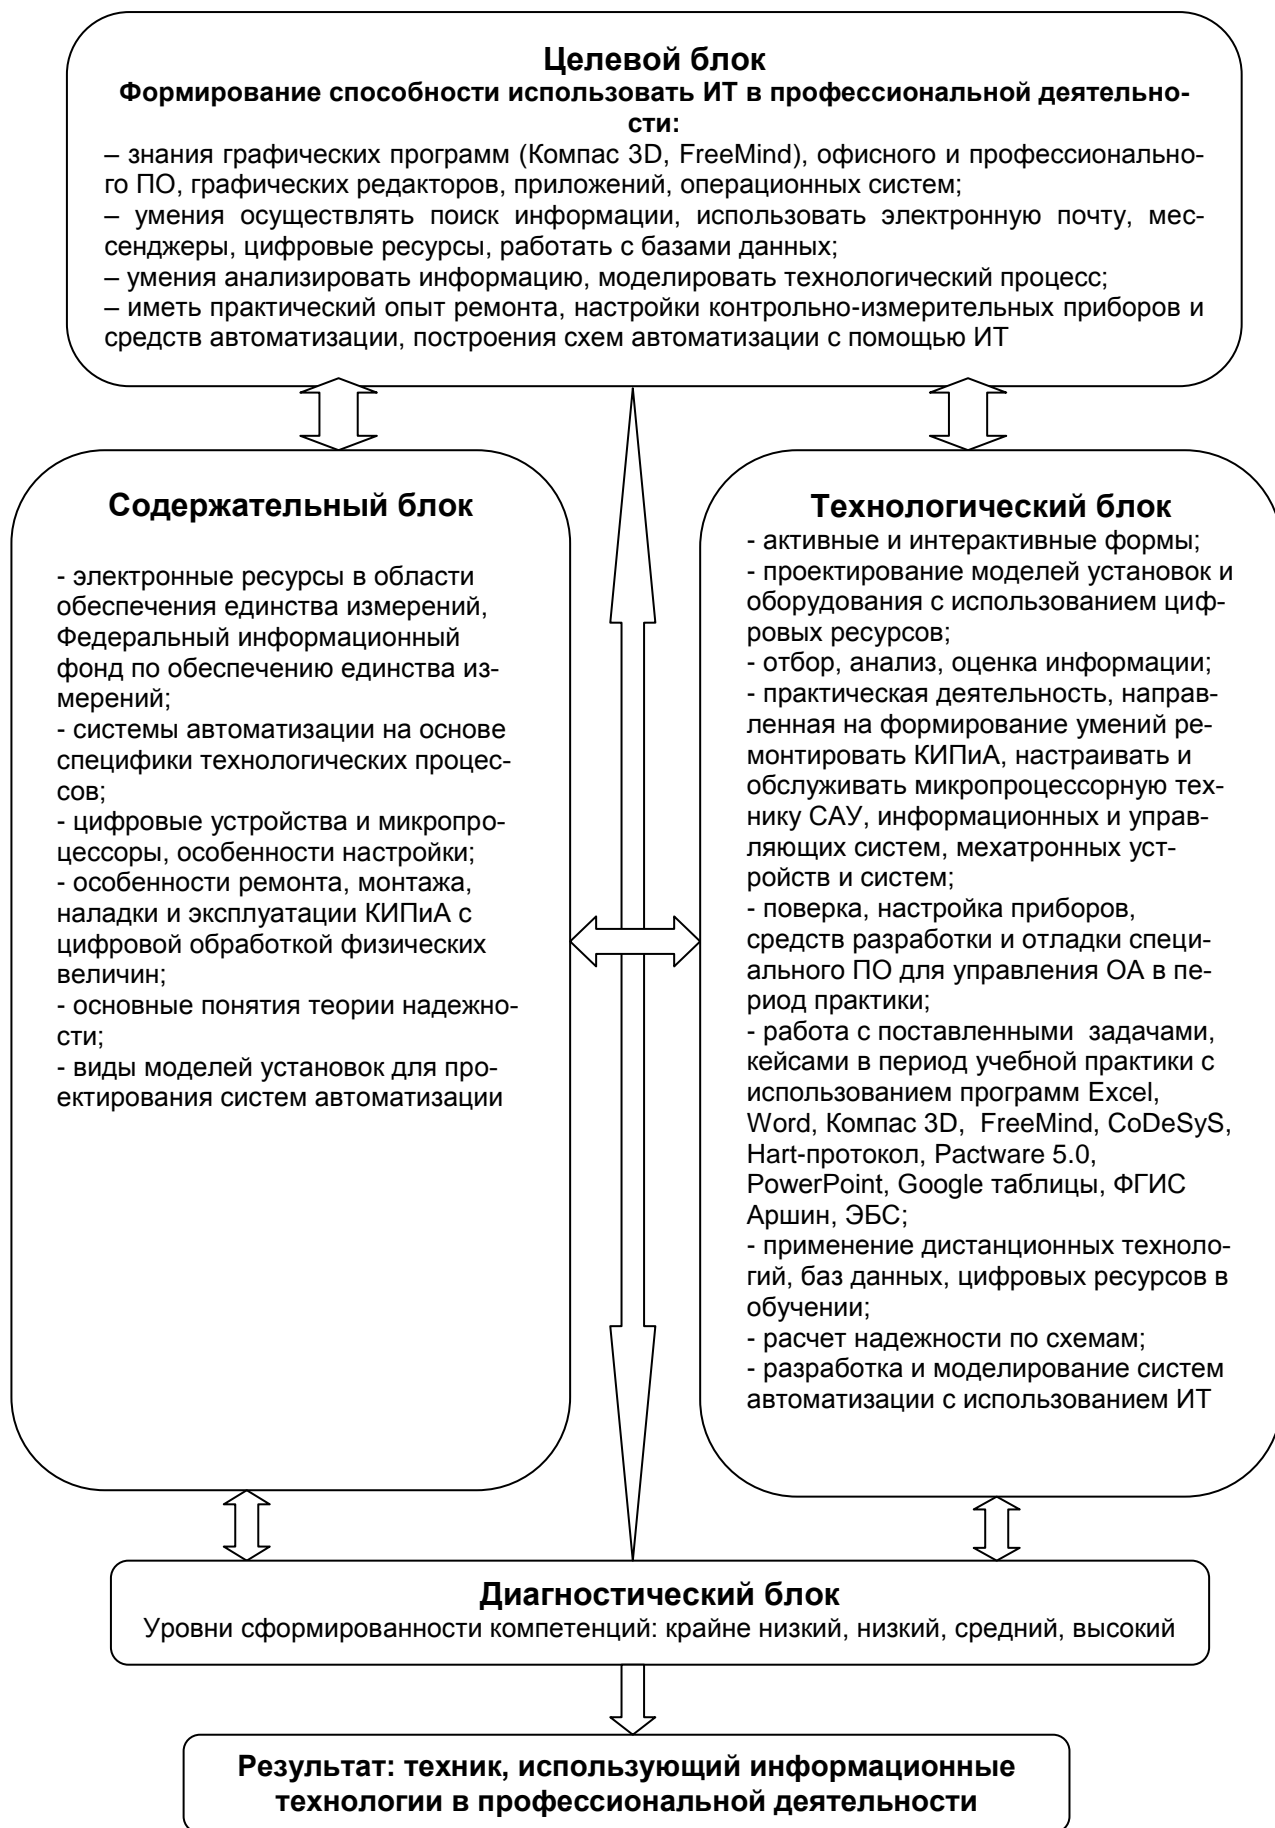 Целевой блок
Формирование способности использовать ИТ в профессиональной деятельно-
сти:
– знания графических программ (Компас 3D, FreeMind), офисного и профессионально-
го ПО, графических редакторов, приложений, операционных систем;
– умения осуществлять поиск информации, использовать электронную почту, мес-
сенджеры, цифровые ресурсы, работать с базами данных;
– умения анализировать информацию, моделировать технологический процесс;
– иметь практический опыт ремонта, настройки контрольно-измерительных приборов и
средств автоматизации, построения схем автоматизации с помощью ИТ
Содержательный блок
- электронные ресурсы в области
обеспечения единства измерений,
Федеральный информационный
фонд по обеспечению единства из-
мерений;
- системы автоматизации на основе
специфики технологических процес-
сов;
- цифровые устройства и микропро-
цессоры, особенности настройки;
- особенности ремонта, монтажа,
наладки и эксплуатации КИПиА с
цифровой обработкой физических
величин;
- основные понятия теории надежно-
сти;
- виды моделей установок для про-
ектирования систем автоматизации
Технологический блок
- активные и интерактивные формы;
- проектирование моделей установок и
оборудования с использованием циф-
ровых ресурсов;
- отбор, анализ, оценка информации;
- практическая деятельность, направ-
ленная на формирование умений ре-
монтировать КИПиА, настраивать и
обслуживать микропроцессорную тех-
нику САУ, информационных и управ-
ляющих систем, мехатронных уст-
ройств и систем;
- поверка, настройка приборов,
средств разработки и отладки специ-
ального ПО для управления ОА в пе-
риод практики;
- работа с поставленными задачами,
кейсами в период учебной практики с
использованием программ Excel,
Word, Компас 3D, FreeMind, CoDeSyS,
Hart-протокол, Pactware 5.0,
PowerPoint, Google таблицы, ФГИС
Аршин, ЭБС;
- применение дистанционных техноло-
гий, баз данных, цифровых ресурсов в
обучении;
- расчет надежности по схемам;
- разработка и моделирование систем
автоматизации с использованием ИТ
Диагностический блок
Уровни сформированности компетенций: крайне низкий, низкий, средний, высокий
Результат: техник, использующий информационные
технологии в профессиональной деятельности